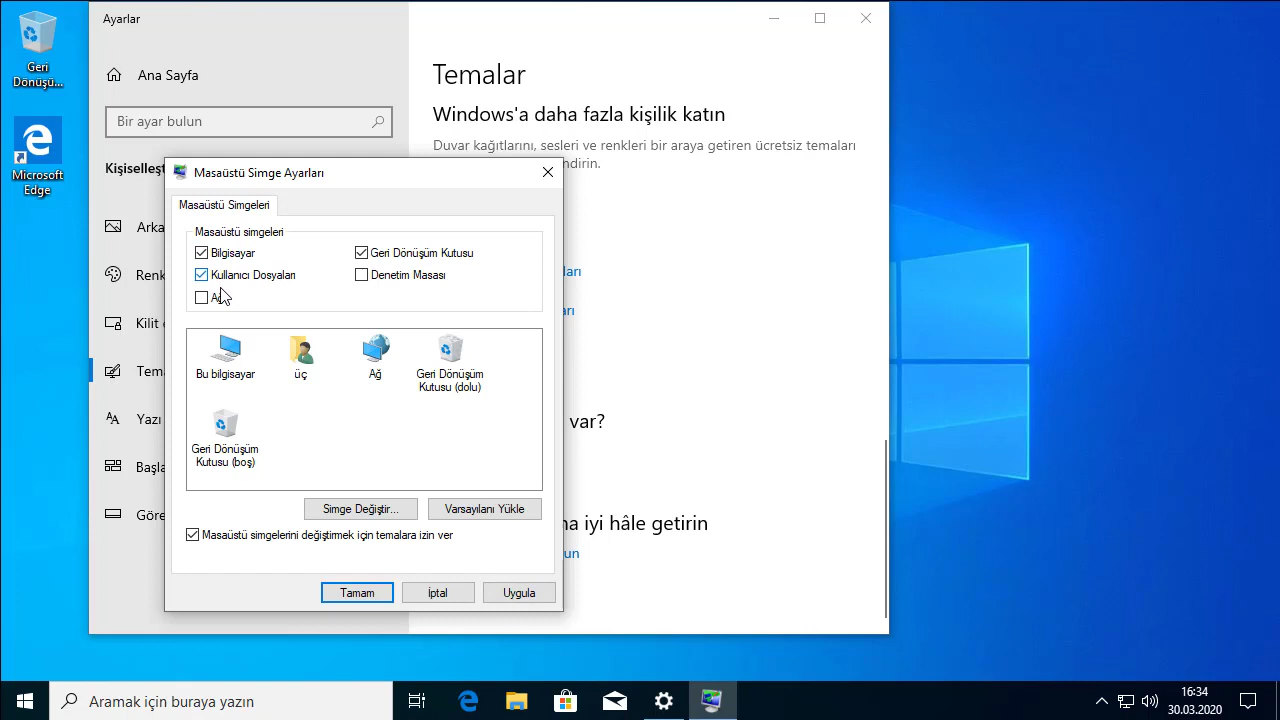 Geri
Dönüşü...
Microsoft
Edge
Ayarlar
Ana Sayfa
Bir ayar bulun
Kişiselleşt
Arka
Renk
Kilit
Tema
Yazı
Başla
Göre
Temalar
Windows'a daha fazla kişilik katın
Duvar kağıtlarını, sesleri ve renkleri bir araya getiren ücretsiz temaları
ndirin.
ları
arı
var?
na iyi hâle getirin
un
Masaüstü Simge Ayarları
Masaüstü Simgeleri
Masaüstü simgeleri
Bilgisayar
Geri Dönüşüm Kutusu
Kullanıcı Dosyaları
Denetim Masası
Bu bilgisayar
üç
Ağ
Geri Dönüşüm
Kutusu (dolu)
Geri Dönüşüm
Kutusu (boş)
Simge Değiştir...
Varsayılanı Yükle
Masaüstü simgelerini değiştirmek için temalara izin ver
Tamam
İptal
Uygula
Aramak için buraya yazın
16:34
30.03.2020